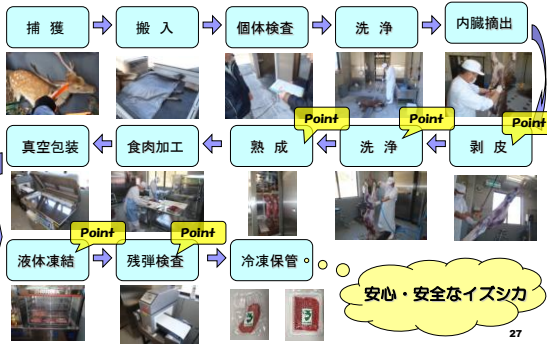 捕 獲
搬 入
個体検査
洗 浄
内臓摘出
Point
Point
Point
真空包装
食肉加工
熟 成
洗 浄
剥 皮
Point
Point
液体凍結
残弾検査
冷凍保管
安心・安全なイズシカ
27